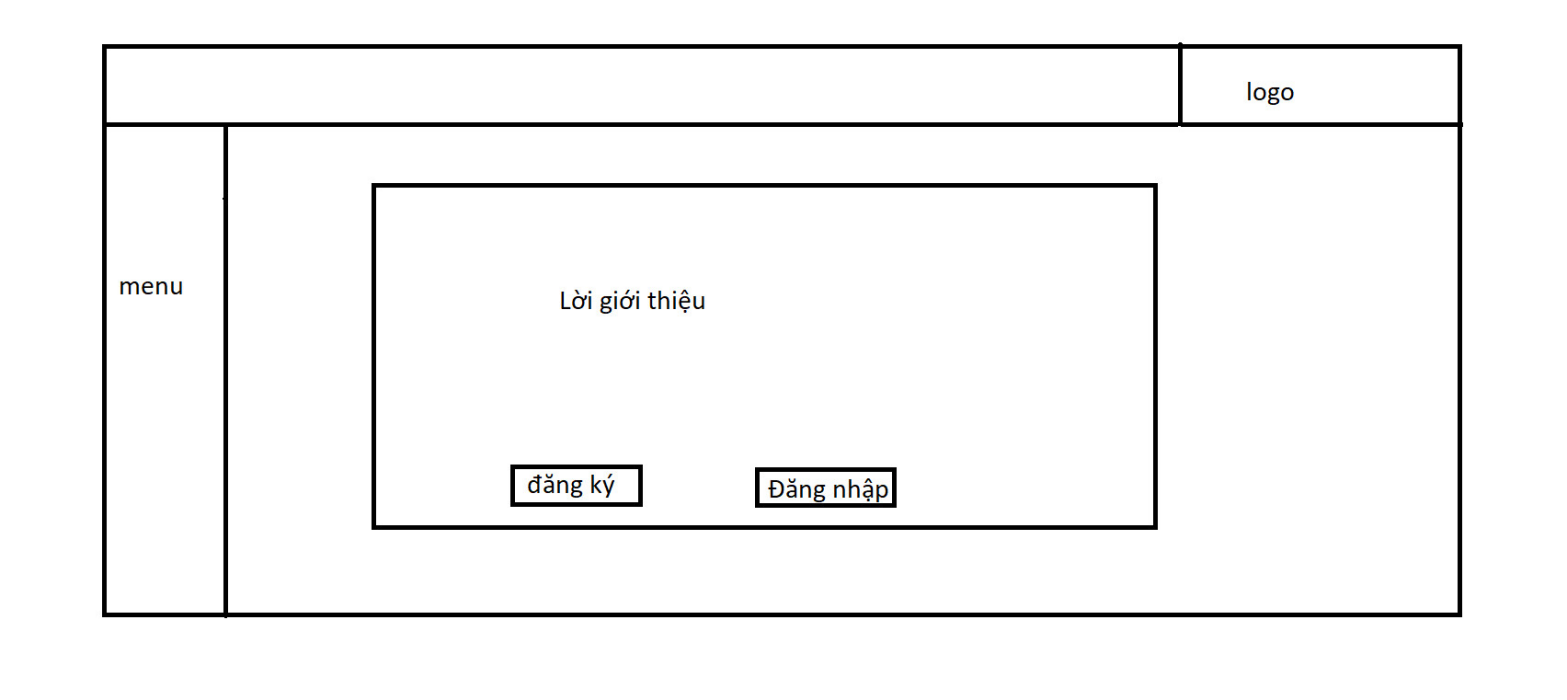 logo
menu
Lời giới thiệu
đăng ký
Đăng nhập